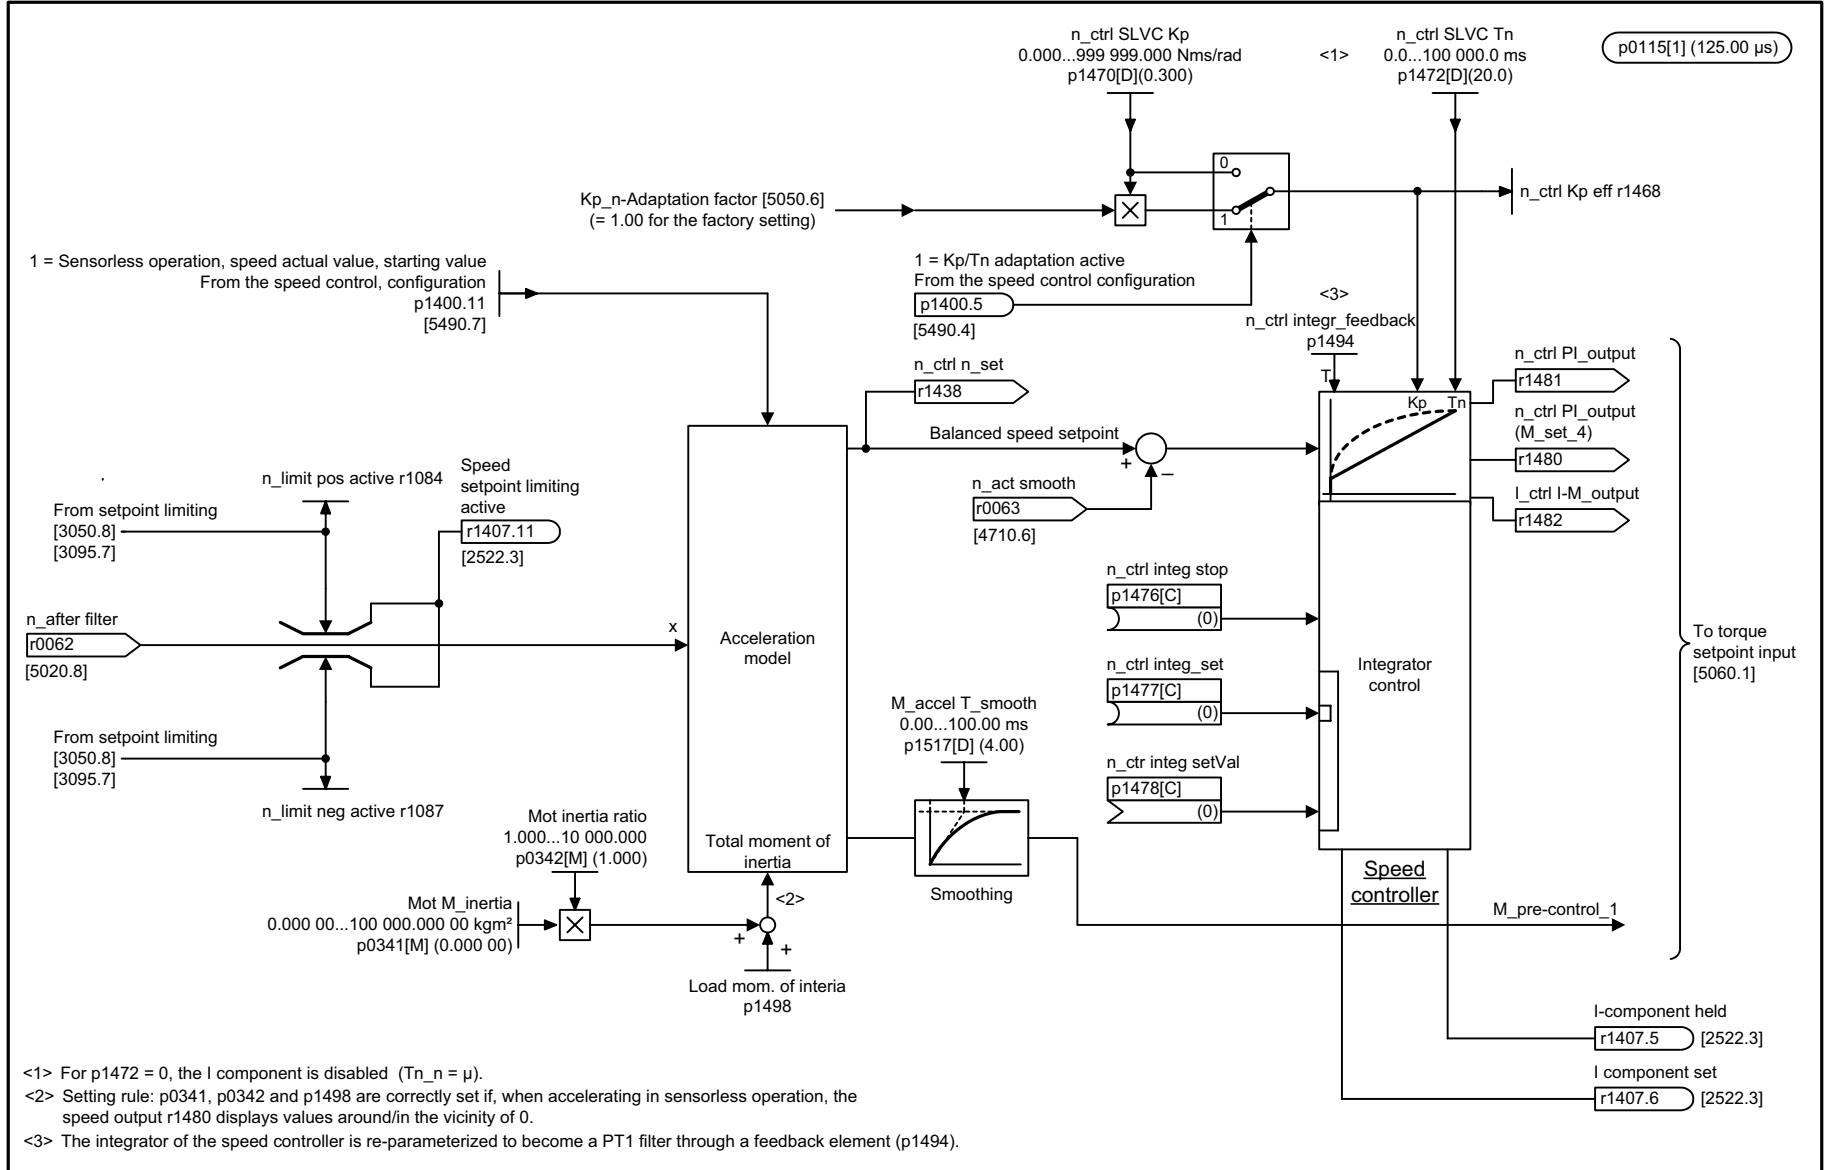 n_ctrl SLVC Kp
0.000...999 999.000 Nms/rad
p1470[D](0.300)
<1>
n_ctrl SLVC Tn
0.0...100 000.0 ms
p1472[D](20.0)
p0115[1] (125.00 µs)
Kp_n-Adaptation factor [5050.6]
(= 1.00 for the factory setting)
0
1
n_ctrl Kp eff r1468
1 = Sensorless operation, speed actual value, starting value
From the speed control, configuration
p1400.11
[5490.7]
1 = Kp/Tn adaptation active
From the speed control configuration
p1400.5
[5490.4]
<3>
n_ctrl integr_feedback
p1494
T
n_ctrl n_set
r1438
Kp
Tn
n_ctrl PI_output
r1481
n_ctrl PI_output
(M_set_4)
r1480
I_ctrl I-M_output
r1482
Balanced speed setpoint
+
–
n_act smooth
r0063
[4710.6]
n_limit pos active r1084
Speed
setpoint limiting
active
r1407.11
[2522.3]
From setpoint limiting
[3050.8]
[3095.7]
n_after filter
r0062
[5020.8]
x
Acceleration
model
From setpoint limiting
[3050.8]
[3095.7]
n_limit neg active r1087
n_ctrl integ stop
p1476[C]
(0)
n_ctrl integ_set
p1477[C]
(0)
n_ctr integ setVal
p1478[C]
(0)
Integrator
control
To torque
setpoint input
[5060.1]
M_accel T_smooth
0.00...100.00 ms
p1517[D] (4.00)
Smoothing
Mot inertia ratio
1.000...10 000.000
p0342[M] (1.000)
Total moment of
inertia
<2>
Mot M_inertia
0.000 00...100 000.000 00 kgm²
p0341[M] (0.000 00)
+
+
Load mom. of interia
p1498
Speed
controller
M_pre-control_1
I-component held
r1407.5
[2522.3]
I component set
r1407.6
[2522.3]
<1> For p1472 = 0, the I component is disabled (Tn_n = µ).
<2> Setting rule: p0341, p0342 and p1498 are correctly set if, when accelerating in sensorless operation, the
speed output r1480 displays values around/in the vicinity of 0.
<3> The integrator of the speed controller is re-parameterized to become a PT1 filter through a feedback element (p1494).